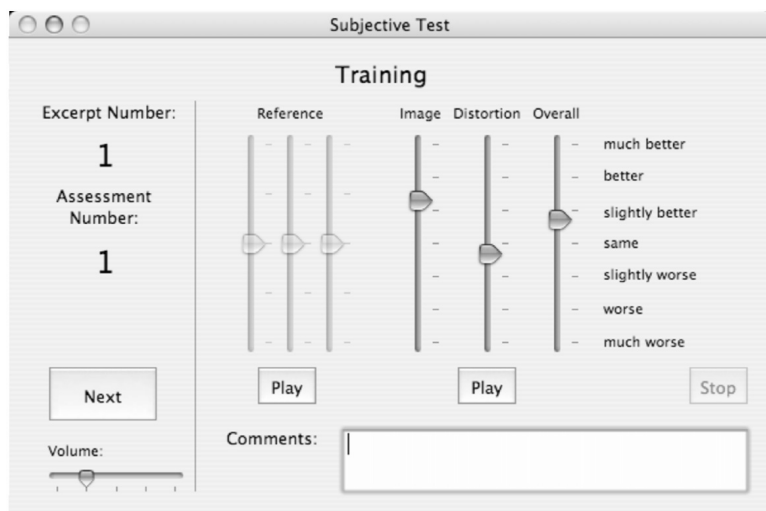 Subjective Test
Training
Excerpt Number:
1
Assessment
Number:
1
Next
Volume:
Reference
Image Distortion Overall
much better
better
slightly better
same
slightly worse
worse
much worse
Play
Play
Stop
Comments: